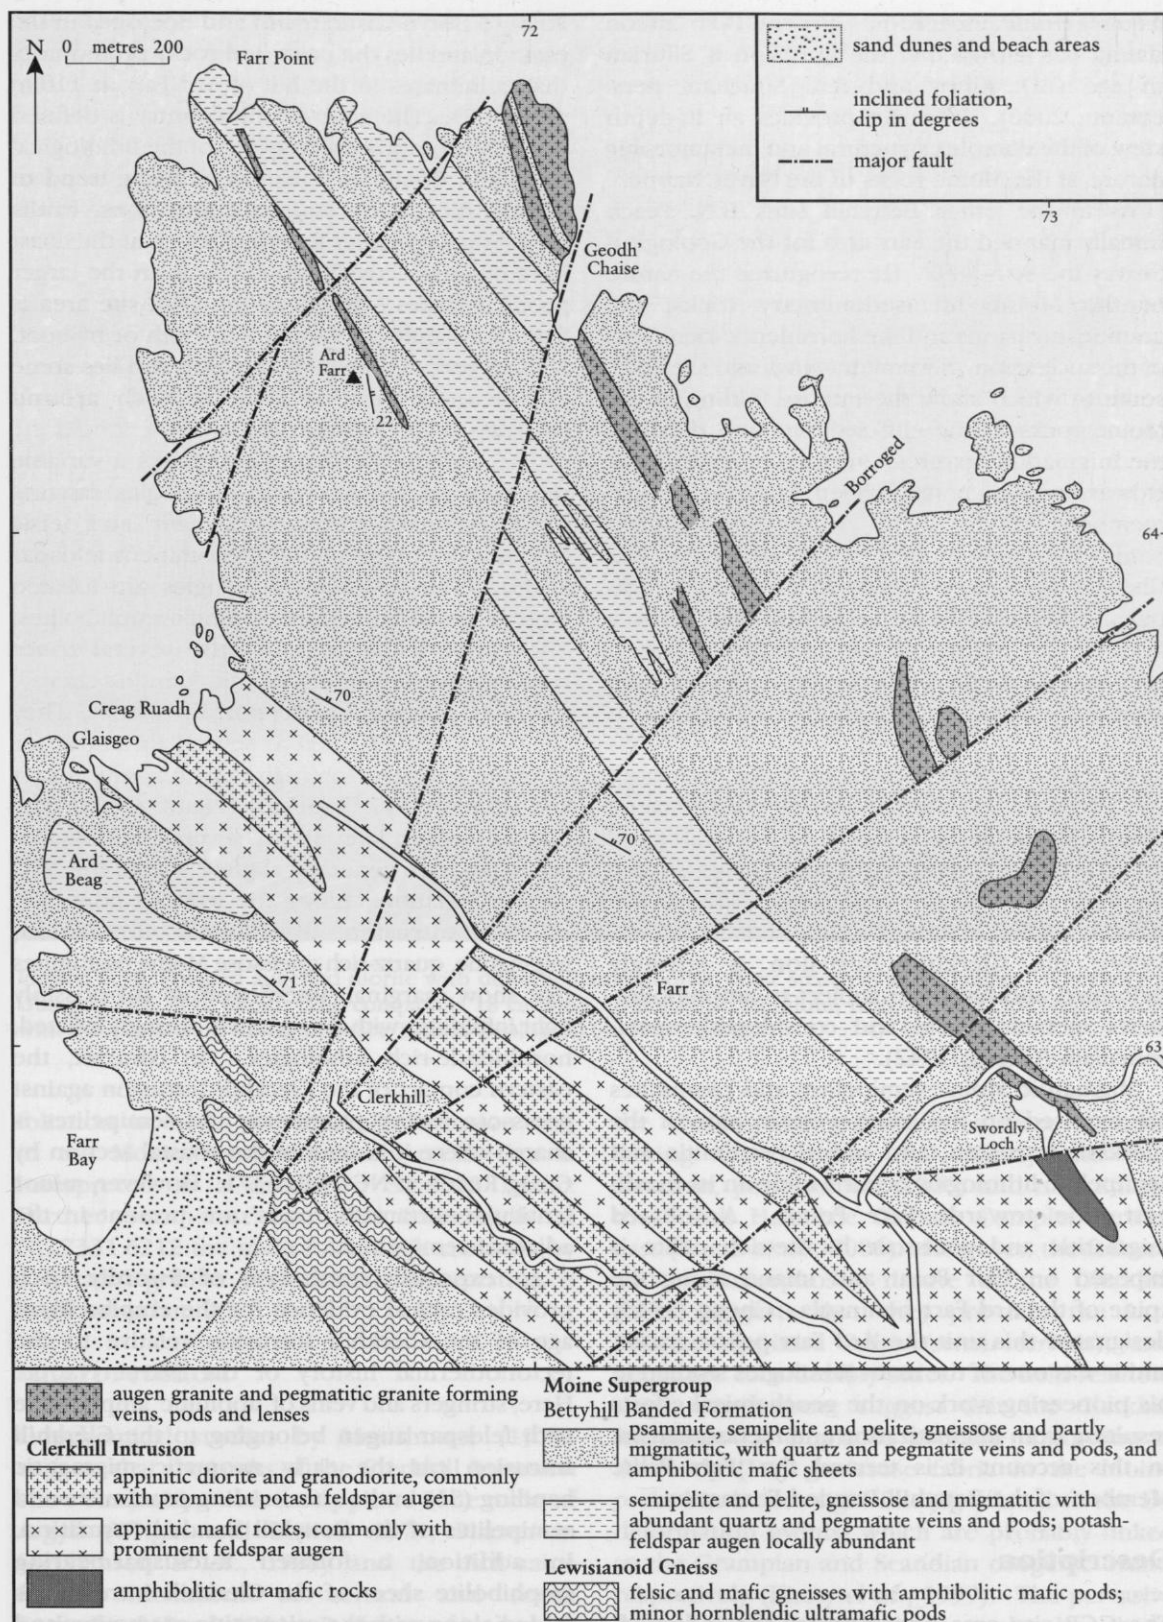 72
N
0 metres 200
Farr Point
sand dunes and beach areas
inclined foliation,
dip in degrees
major fault
73
Geodh'
Chaise
Ard
Farr
22
Borroged
64
70
Creag Ruadh
Glaisgeo
70
Ard
Beag
71
Farr
63
Clerkhill
Swordly
Loch
Farr
Bay
augen granite and pegmatitic granite forming
veins, pods and lenses
Clerkhill Intrusion
appinitic diorite and granodiorite, commonly
with prominent potash feldspar augen
appinitic mafic rocks, commonly with
prominent feldspar augen
amphibolitic ultramafic rocks
Moine Supergroup
Bettyhill Banded Formation
psammite, semipelite and pelite, gneissose and partly
migmatitic, with quartz and pegmatite veins and pods, and
amphibolitic mafic sheets
semipelite and pelite, gneissose and migmatitic with
abundant quartz and pegmatite veins and pods; potash-
feldspar augen locally abundant
Lewisianoid Gneiss
felsic and mafic gneisses with amphibolitic mafic pods;
minor hornblendic ultramafic pods